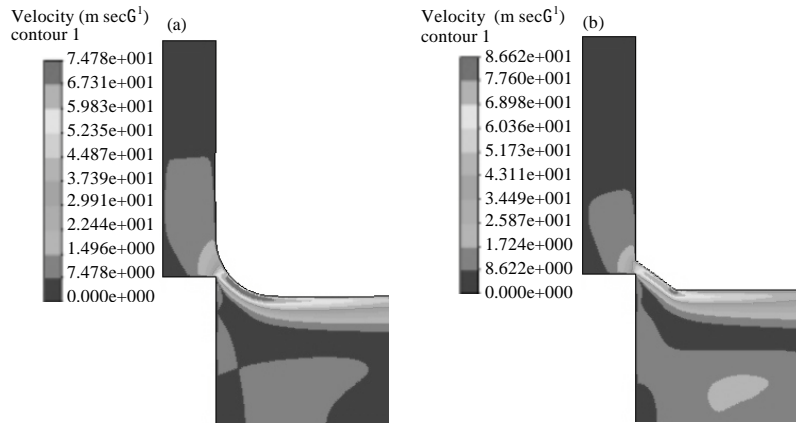 Velocity (m secG¹)
contour 1
(a)
7.478e+001
6.731e+001
5.983e+001
5.235e+001
4.487e+001
3.739e+001
2.991e+001
2.244e+001
1.496e+000
7.478e+000
0.000e+000
Velocity (m secG¹)
contour 1
(b)
8.662e+001
7.760e+001
6.898e+001
6.036e+001
5.173e+001
4.311e+001
3.449e+001
2.587e+001
1.724e+000
8.622e+000
0.000e+000